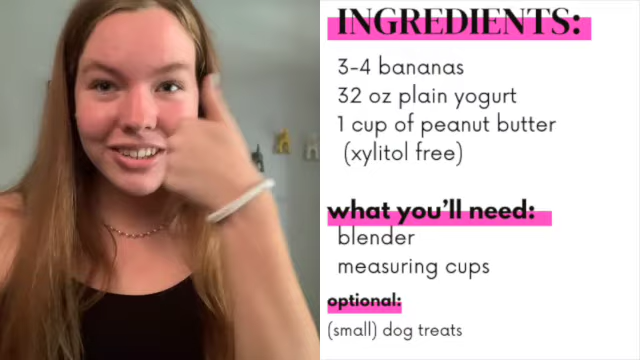 INGREDIENTS:
3-4 bananas
32 oz plain yogurt
1 cup of peanut butter
(xylitol free)
what you'll need:
blender
measuring cups
optional:
(small) dog treats